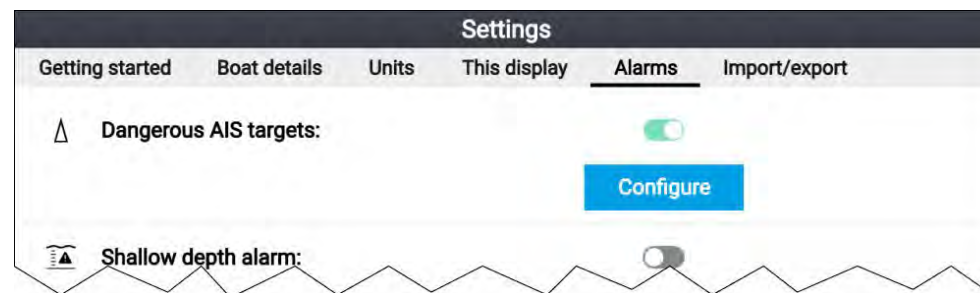 Settings
Getting started Boat details Units This display Alarms Import/export
Dangerous AIS targets:
Configure
Shallow depth alarm: